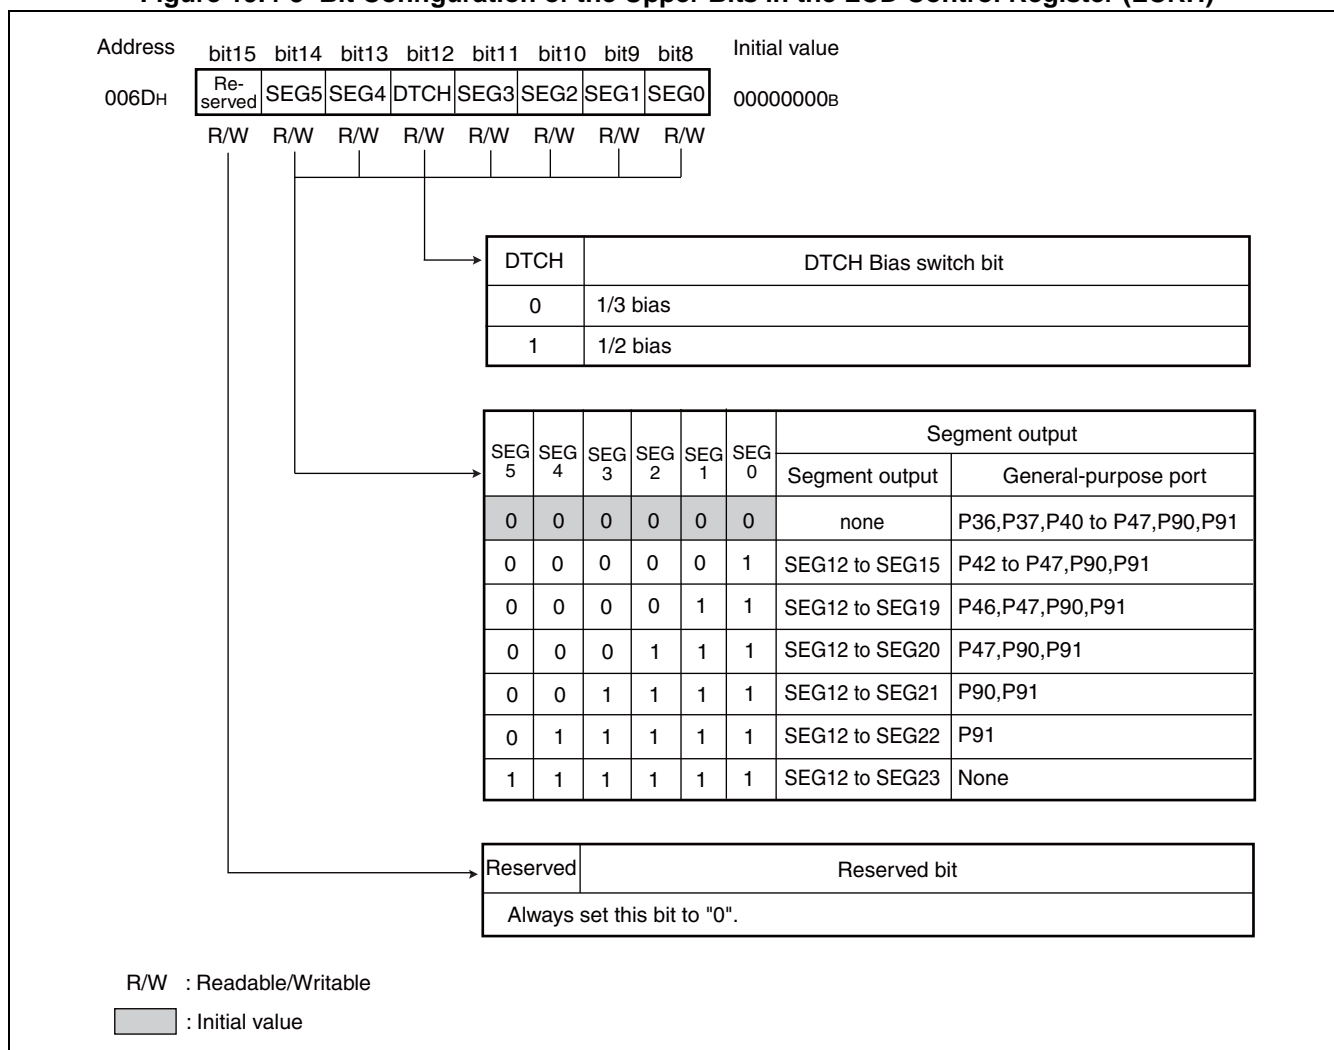 Address bit15 bit14 bit13 bit12 bit11 bit10 bit9 bit8 Initial value
006DH Re-served SEG5 SEG4 DTCH SEG3 SEG2 SEG1 SEG0 00000000B
R/W R/W R/W R/W R/W R/W R/W R/W
DTCH DTCH Bias switch bit
0 1/3 bias
1 1/2 bias
SEG 5 SEG 4 SEG 3 SEG 2 SEG 1 SEG 0 Segment output
Segment output General-purpose port
0 0 0 0 0 0 none P36,P37,P40 to P47,P90,P91
0 0 0 0 0 1 SEG12 to SEG15 P42 to P47,P90,P91
0 0 0 0 1 1 SEG12 to SEG19 P46,P47,P90,P91
0 0 0 1 1 1 SEG12 to SEG20 P47,P90,P91
0 0 1 1 1 1 SEG12 to SEG21 P90,P91
0 1 1 1 1 1 SEG12 to SEG22 P91
1 1 1 1 1 1 SEG12 to SEG23 None
Reserved Reserved bit
Always set this bit to "0".
R/W : Readable/Writable
: Initial value